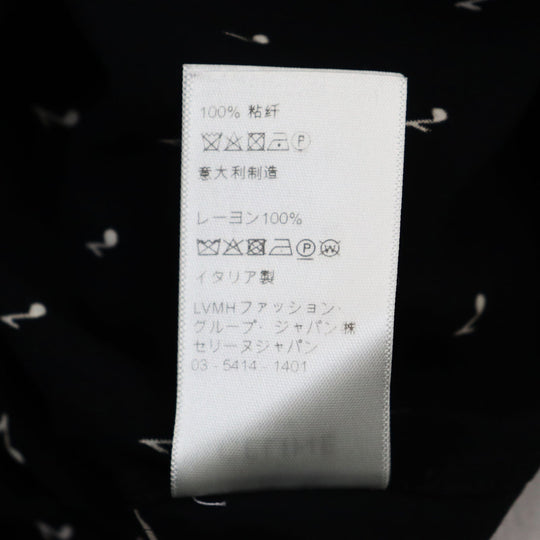 100% 粘纤
P
意大利制造
レーヨン100%
P W
イタリア製
LVMHファッション・
グループ・ジャパン㈱
セリーヌジャパン
03 - 5414 - 1401